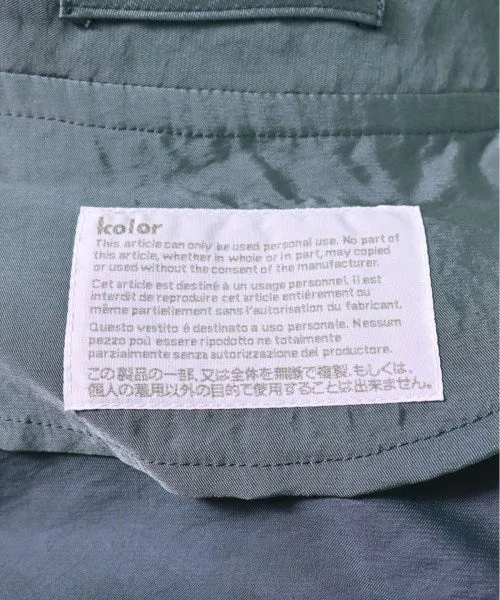 kolor
This article can only be used personal use. No part of
this article, whether in whole or in part, may copied
or used without the consent of the manufacturer.
Cet article est destiné à un usage personnel. il est
interdit de reproduire cet article entiérement ou
même partiellement sans l'autorisation du fabricant.
Questo vestito é destinato a uso personale. Nessum
pezzo puù essere ripodotto ne totalmente
parzialmente senza autorizzazione del productore.
この製品の一部、又は全体を無断で複製、もしくは、
個人の着用以外の目的で使用することは出来ません。